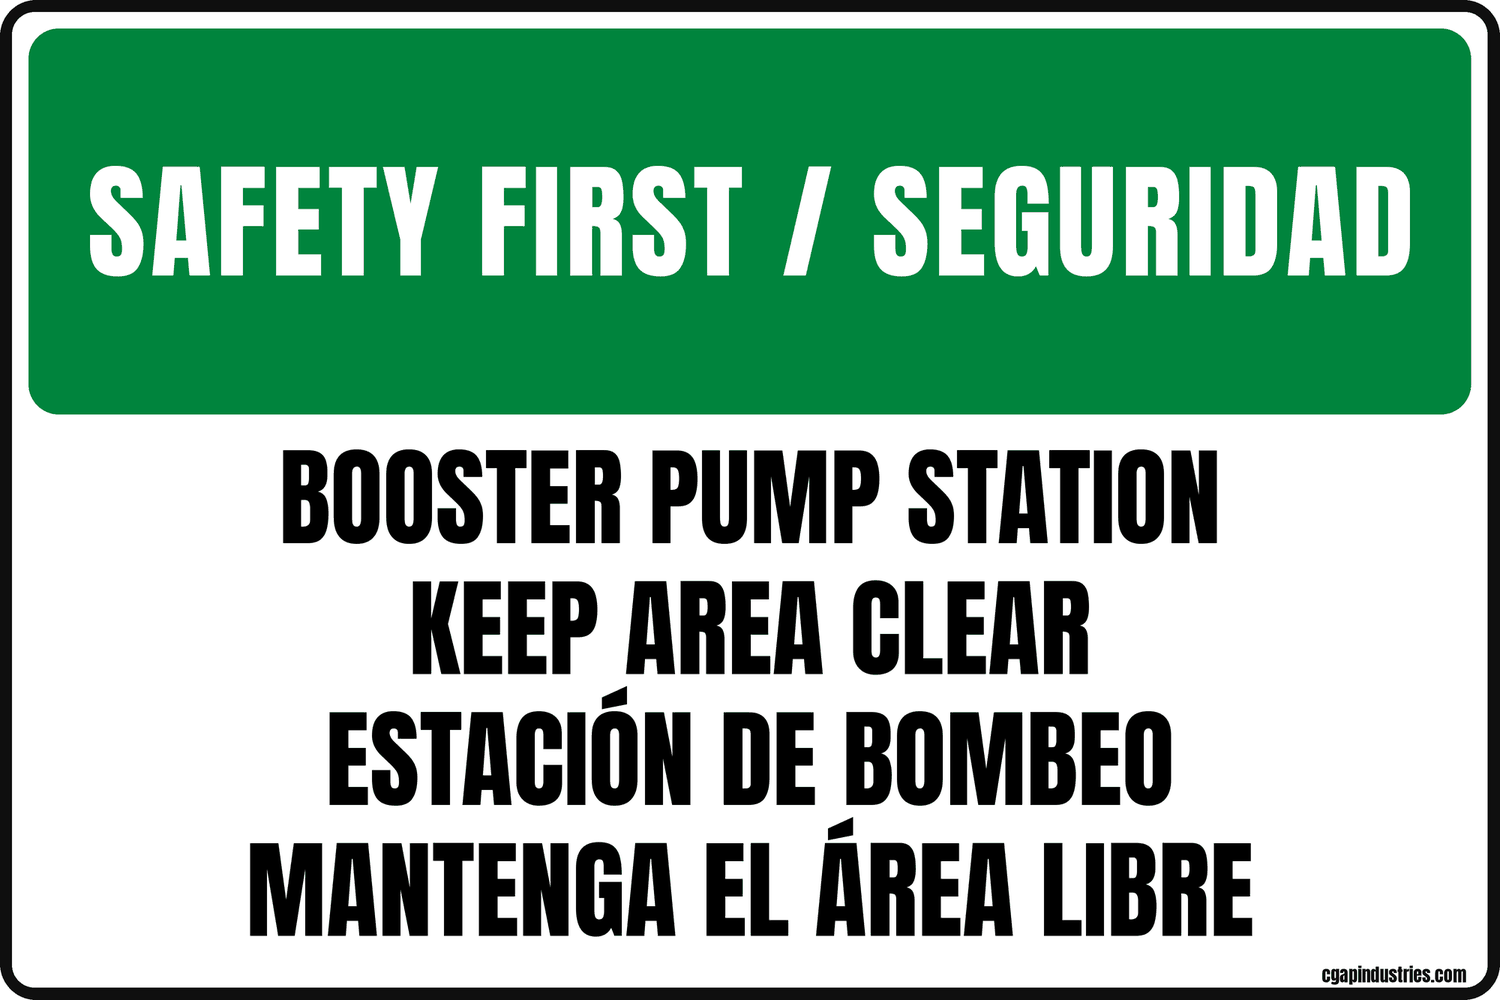 SAFETY FIRST / SEGURIDAD
BOOSTER PUMP STATION
KEEP AREA CLEAR
ESTACIÓN DE BOMBEO
MANTENGA EL ÁREA LIBRE
cgapindustries.com